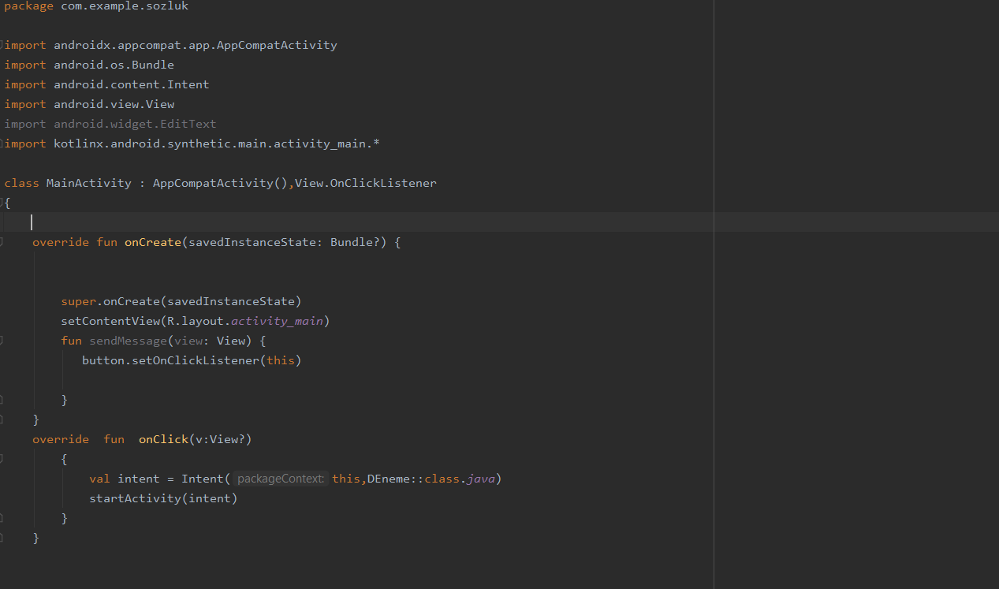 package com.example.sozluk
import androidx.appcompat.app.AppCompatActivity
import android.os.Bundle
import android.content.Intent
import android.view.View
import android.widget.EditText
import kotlinx.android.synthetic.main.activity_main.*
class MainActivity : AppCompatActivity(),View.OnClickListener
{
override fun onCreate(savedInstanceState: Bundle?) {
super.onCreate(savedInstanceState)
setContentView(R.layout.activity_main)
fun sendMessage(view: View) {
button.setOnClickListener(this)
}
}
override  fun  onClick(v:View?)
{
val intent = Intent( packageContext: this,DEneme::class.java)
startActivity(intent)
}
}